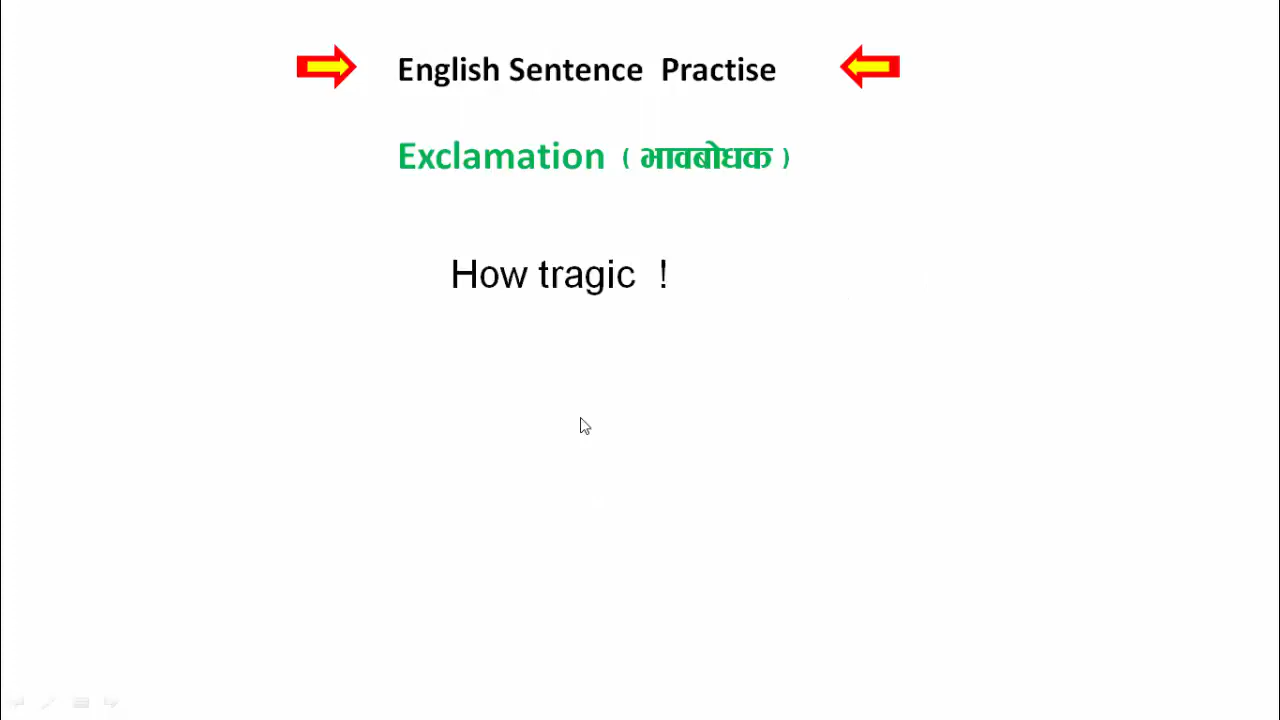 English Sentence Practise
Exclamation ( भावबोधक )
How tragic !